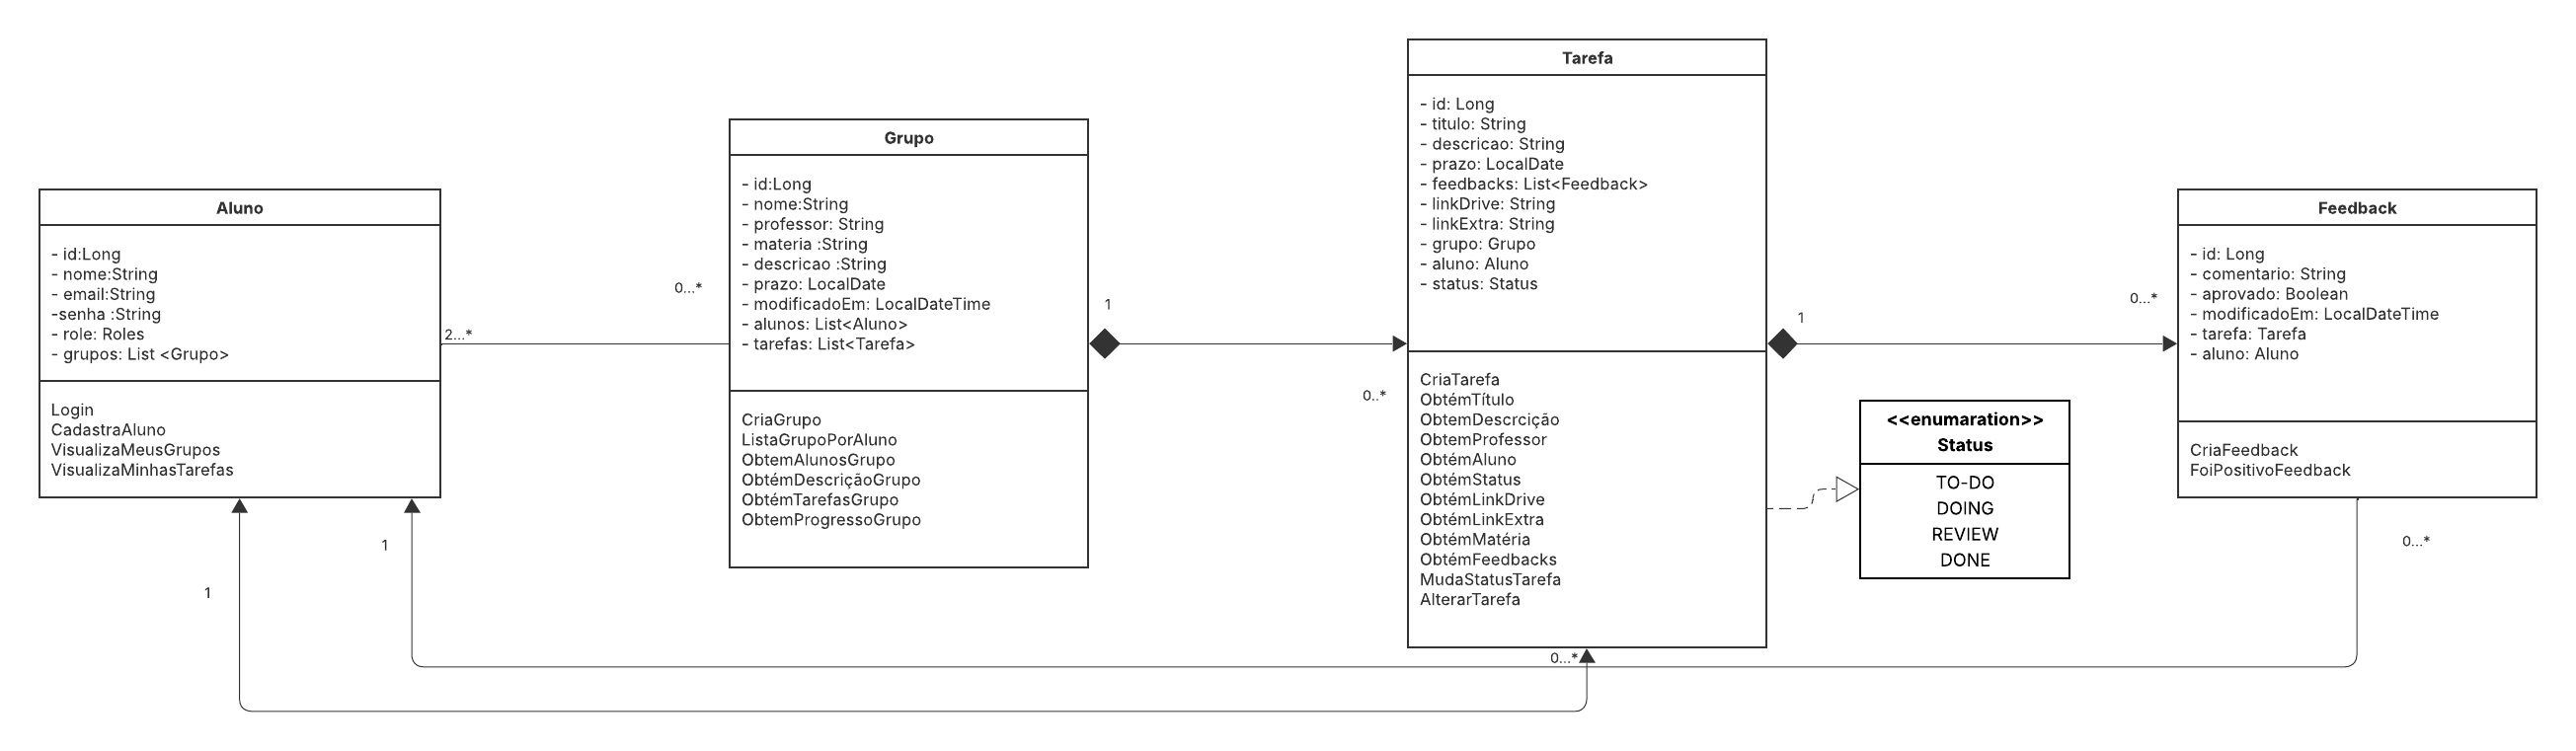 Aluno
- id:Long
- nome:String
- email:String
-senha :String
- role: Roles
- grupos: List <Grupo>
Login
CadastraAluno
VisualizaMeusGrupos
VisualizaMinhasTarefas
2...*
0...*
Grupo
- id:Long
- nome:String
- professor: String
- materia :String
- descricao :String
- prazo: LocalDate
- modificadoEm: LocalDateTime
- alunos: List<Aluno>
- tarefas: List<Tarefa>
CriaGrupo
ListaGrupoPorAluno
ObtemAlunosGrupo
ObtémDescriçãoGrupo
ObtémTarefasGrupo
ObtemProgressoGrupo
1
0..*
Tarefa
- id: Long
- titulo: String
- descricao: String
- prazo: LocalDate
- feedbacks: List<Feedback>
- linkDrive: String
- linkExtra: String
- grupo: Grupo
- aluno: Aluno
- status: Status
CriaTarefa
ObtémTítulo
ObtemDescrcição
ObtemProfessor
ObtémAluno
ObtémStatus
ObtémLinkDrive
ObtémLinkExtra
ObtémMatéria
ObtémFeedbacks
MudaStatusTarefa
AlterarTarefa
1
0...*
<<enumaration>>
Status
TO-DO
DOING
REVIEW
DONE
Feedback
- id: Long
- comentario: String
- aprovado: Boolean
- modificadoEm: LocalDateTime
- tarefa: Tarefa
- aluno: Aluno
CriaFeedback
FoiPositivoFeedback
1
0...*
1
0...*